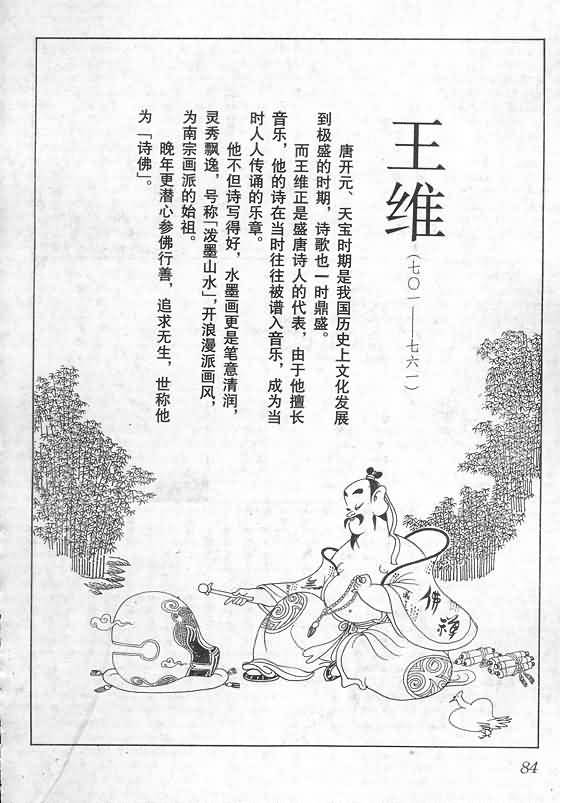 王维
(七〇一——七六一)
唐开元、天宝时期是我国历史上文化发展
到极盛的时期，诗歌也一时鼎盛。
而王维正是盛唐诗人的代表，由于他擅长
音乐，他的诗在当时往往被谱入音乐，成为当
时人人传诵的乐章。
他不但诗写得好，水墨画更是笔意清润，
灵秀飘逸，号称「泼墨山水」，开浪漫派画风，
为南宗画派的始祖。
晚年更潜心参佛行善，追求无生，世称他
为「诗佛」。
佛
禅
84